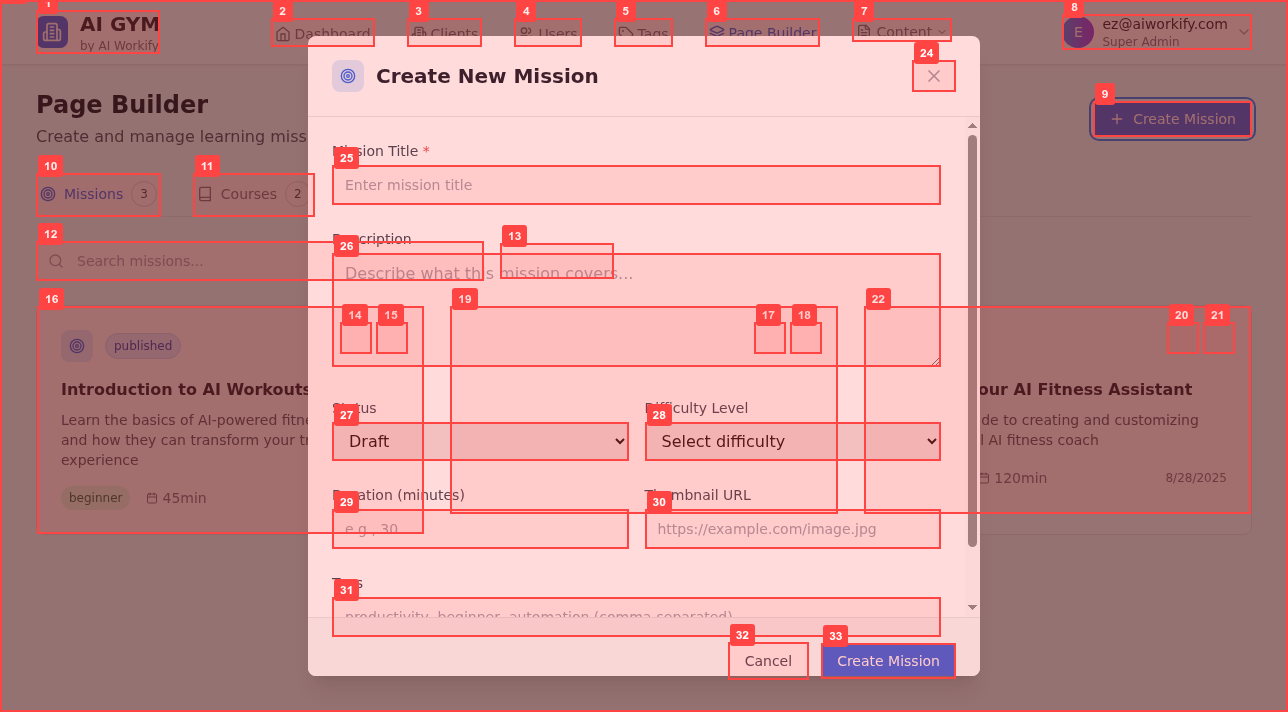 1
AI GYM
by AI Workify
2
Dashboard
3
Clients
4
Users
5
Tags
6
Page Builder
7
Content
8
E
ez@aiworkify.com
Super Admin
Page Builder
Create and manage learning miss
9
Create Mission
10
Missions 3
11
Courses 2
12
Search missions...
16
published
Introduction to AI Workouts
Learn the basics of AI-powered fitne
and how they can transform your tr
experience
beginner
45min
Create New Mission
24
25
Title *
Enter mission title
26
13
Describe what this mission covers...
14
15
19
17
18
22
20
21
27
Draft
28
Level
Select difficulty
29
(minutes)
e.g., 30
30
URL
https://example.com/image.jpg
31
productivity, beginner, automation (comma separated)
32
Cancel
33
Create Mission
our AI Fitness Assistant
de to creating and customizing
AI fitness coach
120min
8/28/2025